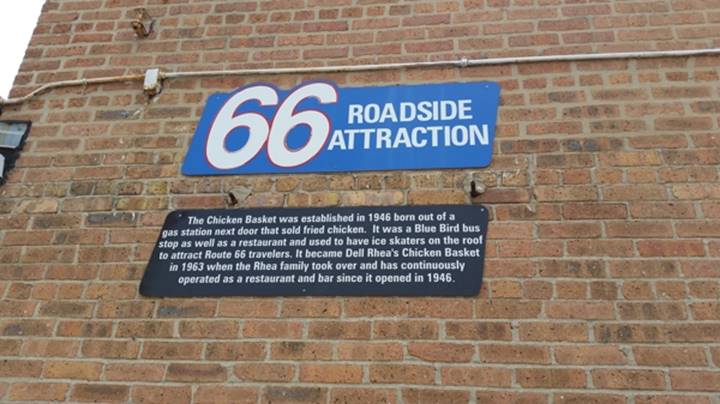 66 ROADSIDE
ATTRACTION
The Chicken Basket was established in 1946 born out of a
gas station next door that sold fried chicken. It was a Blue Bird bus
stop as well as a restaurant and used to have ice skaters on the roof
to attract Route 66 travelers. It became Dell Rhea's Chicken Basket
in 1963 when the Rhea family took over and has continuously
operated as a restaurant and bar since it opened in 1946.